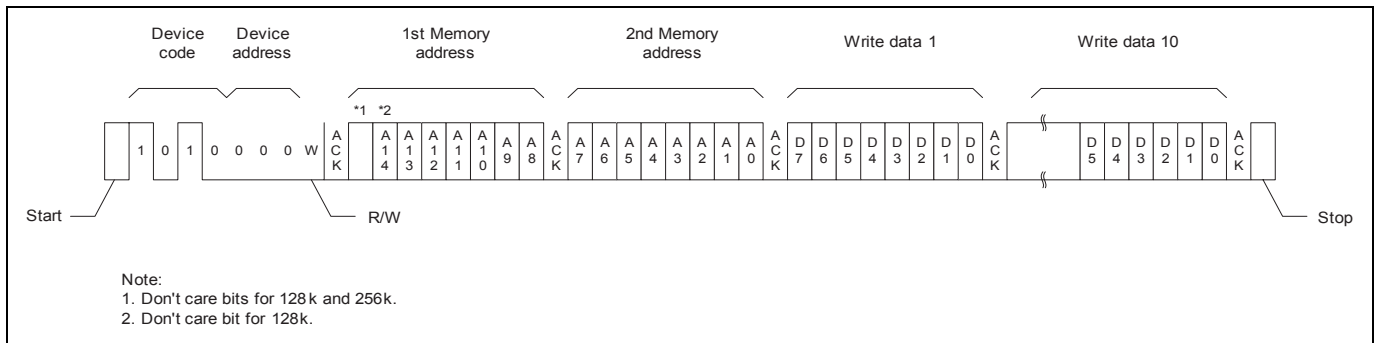 Device code
Device address
1st Memory address
2nd Memory address
Write data 1
Write data 10
*1 *2
1 0 1 0 0 0 0 W ACK A14 A13 A12 A11 A10 A9 A8 ACK A7 A6 A5 A4 A3 A2 A1 A0 ACK D7 D6 D5 D4 D3 D2 D1 D0 ACK D5 D4 D3 D2 D1 D0 ACK
Start
R/W
Stop
Note:
1. Don't care bits for 128k and 256k.
2. Don't care bit for 128k.